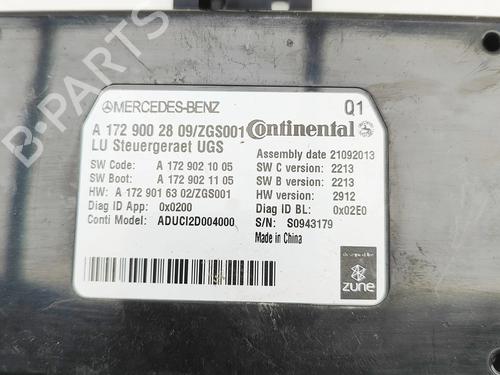 MERCEDES-BENZ Q1
A 172 900 28 09/ZGS001 Continental
LU Steuergeraet UGS
Assembly date 21092013
SW Code: A 172 902 10 05 SW C version: 2213
SW Boot: A 172 902 11 05 SW B version: 2213
HW: A 172 901 63 02/ZGS001 HW version: 2912
Diag ID App: 0x0200 Diag ID BL: 0x02E0
Conti Model: ADUCI2D004000 S/N: S0943179
Made in China
zune
B-PARTS